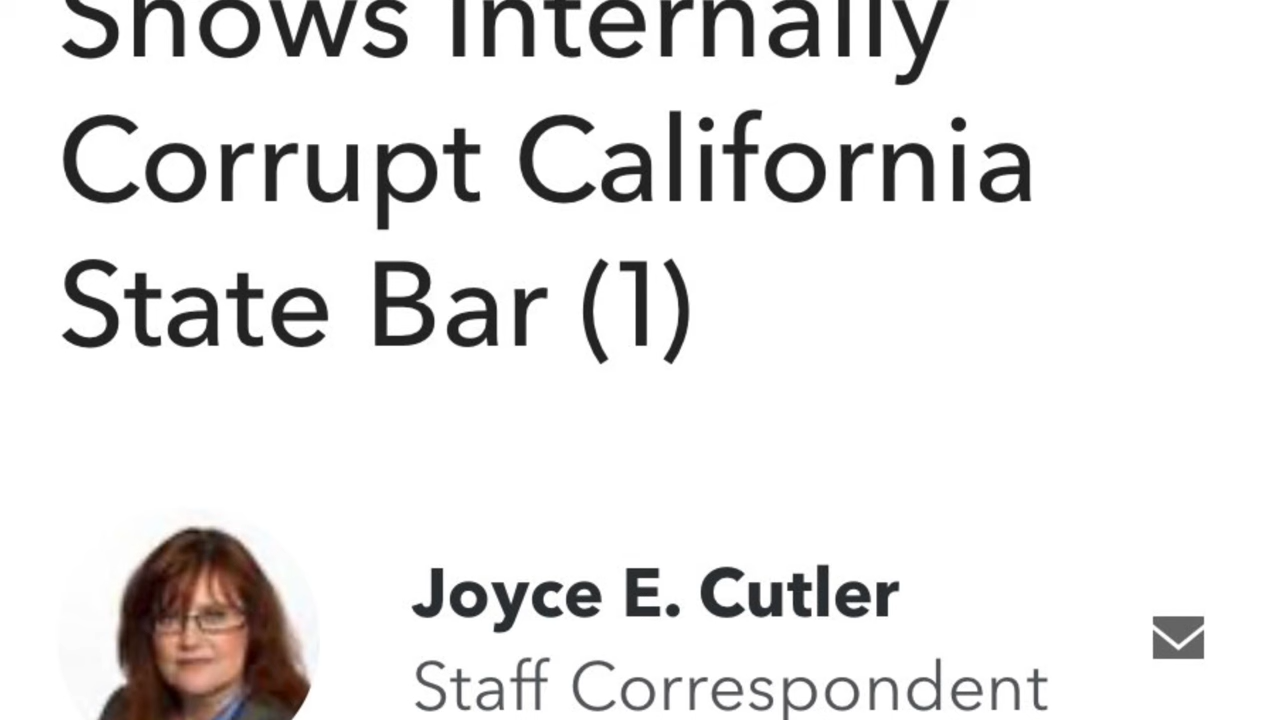 Shows Internally
Corrupt California
State Bar (1)
Joyce E. Cutler
Staff Correspondent